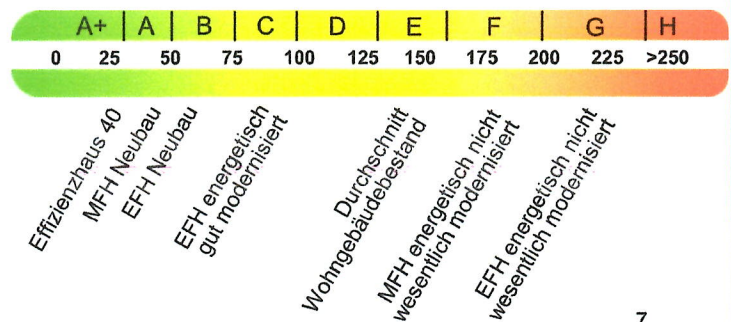 A+ A B C D E F G H
0 25 50 75 100 125 150 175 200 225 >250
Effizienzhaus 40
MFH Neubau
EFH Neubau
EFH energetisch
gut modernisiert
Durchschnitt
Wohngebäudebestand
MFH energetisch nicht
wesentlich modernisiert
EFH energetisch nicht
wesentlich modernisiert
7